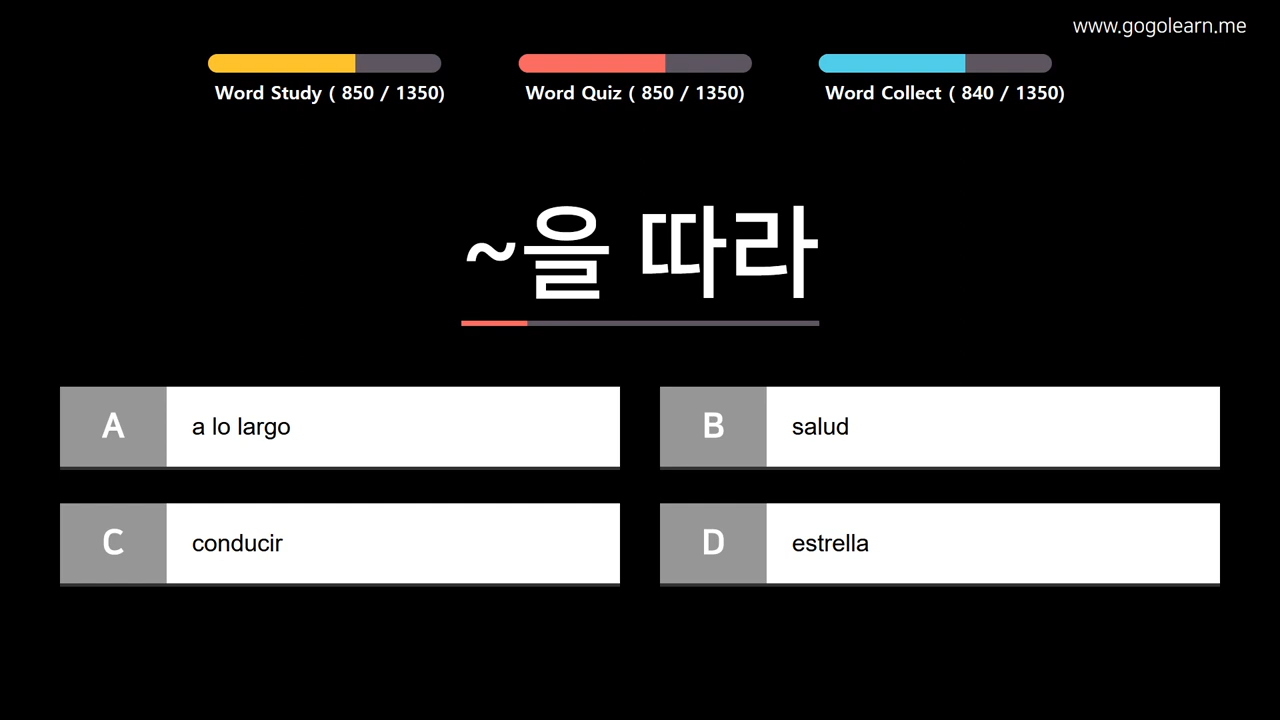 www.gogolearn.me
Word Study ( 850 / 1350)
Word Quiz ( 850 / 1350)
Word Collect ( 840 / 1350)
~을 따라
A
a lo largo
B
salud
C
conducir
D
estrella